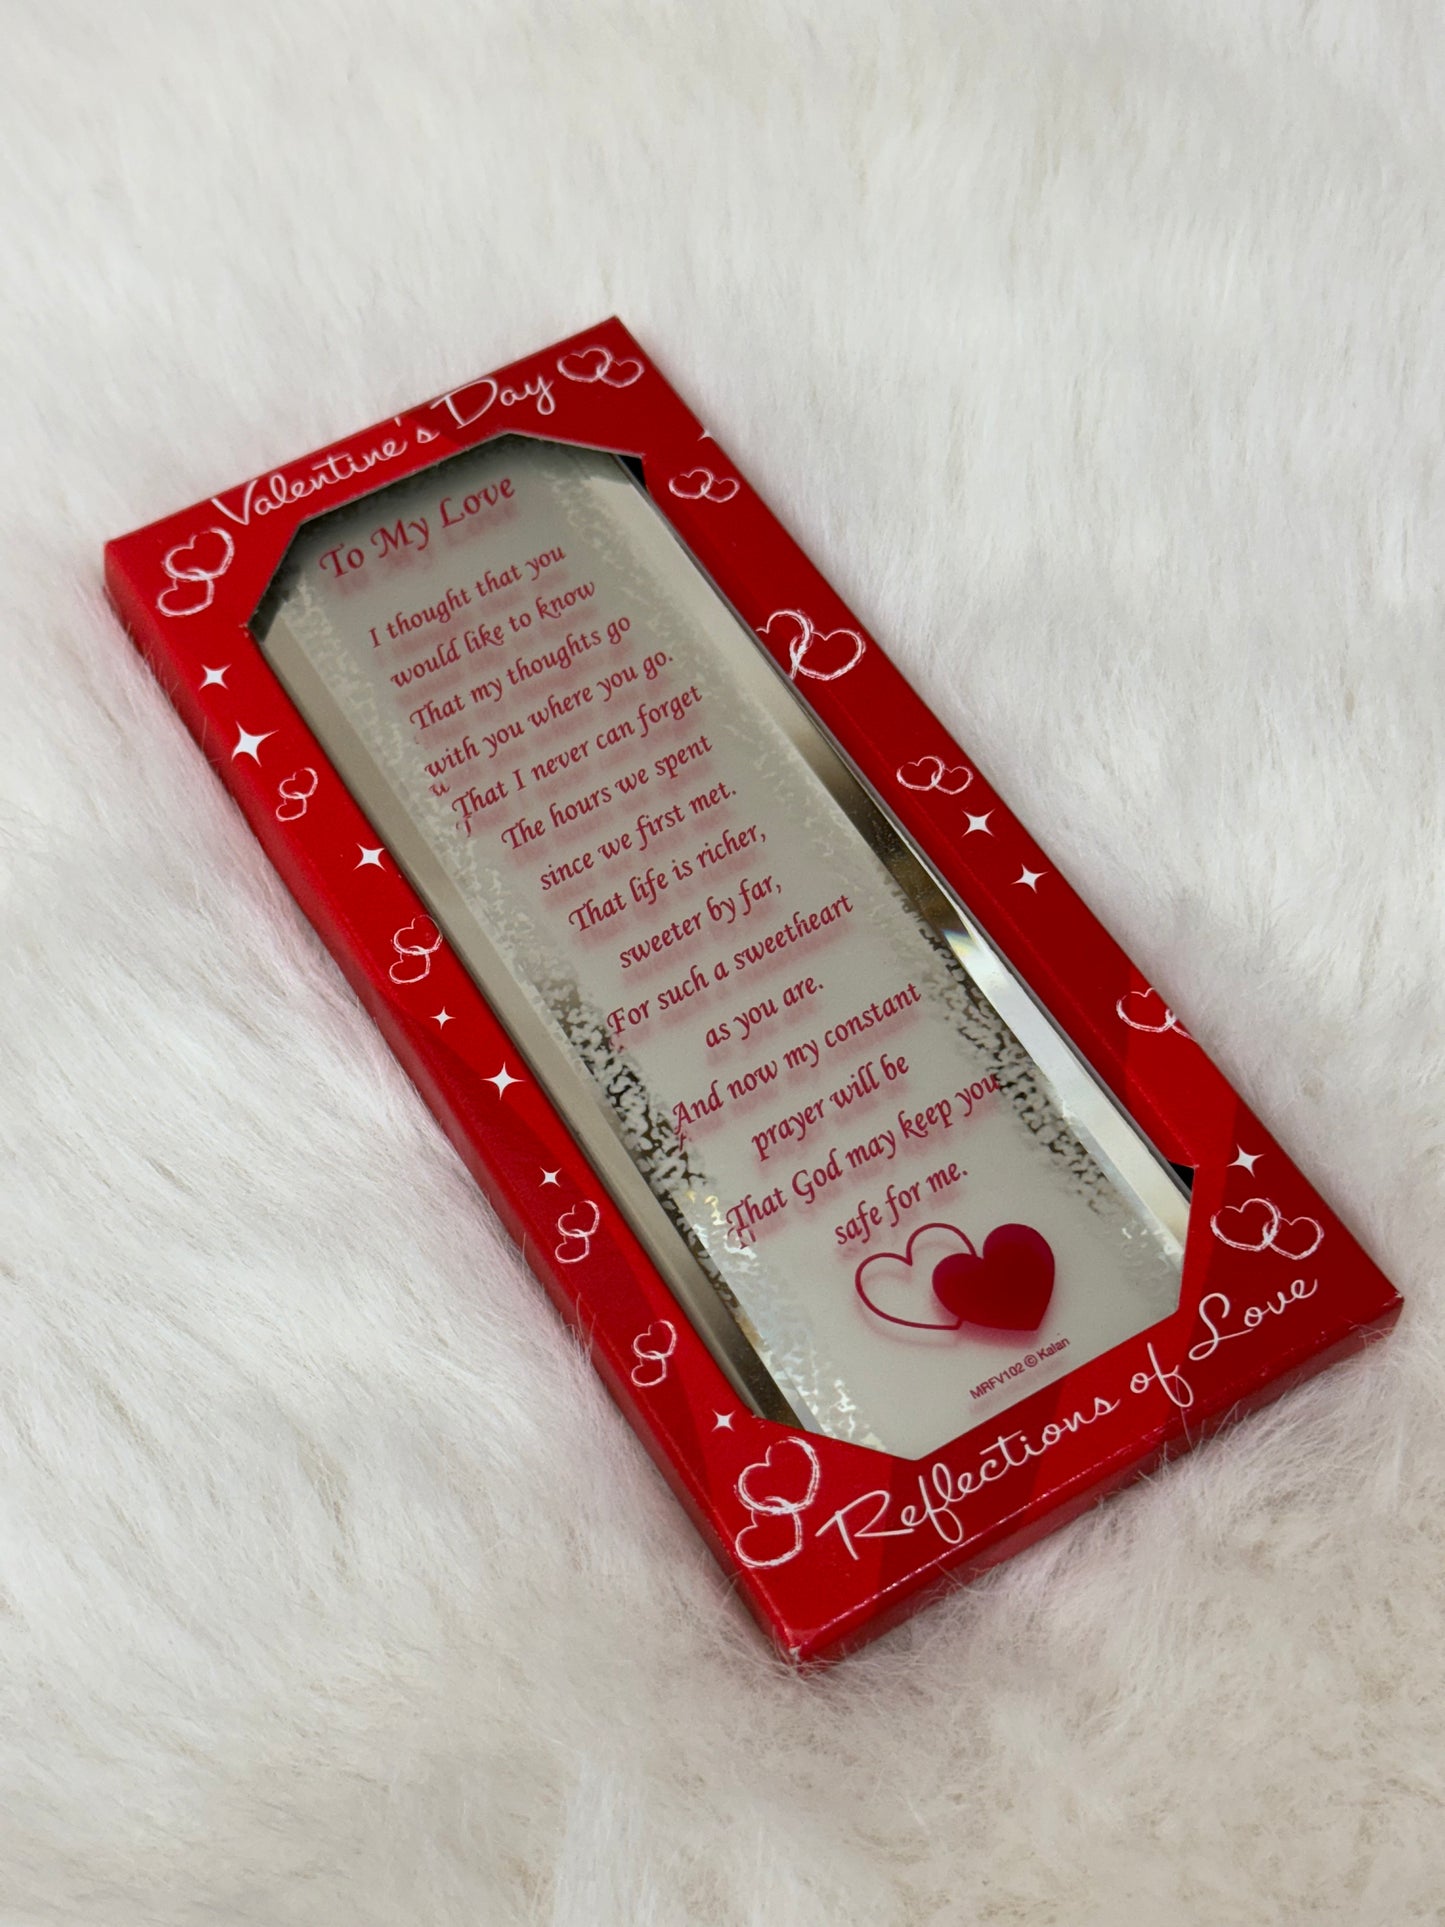 Valentine's Day
To My Love
I thought that you
would like to know
That my thoughts go
with you where you go.
That I never can forget
The hours we spent
since we first met.
That life is richer,
sweeter by far,
For such a sweetheart
as you are.
And now my constant
prayer will be
That God may keep you
safe for me.
MRFV102 © Kalan
Reflections of Love